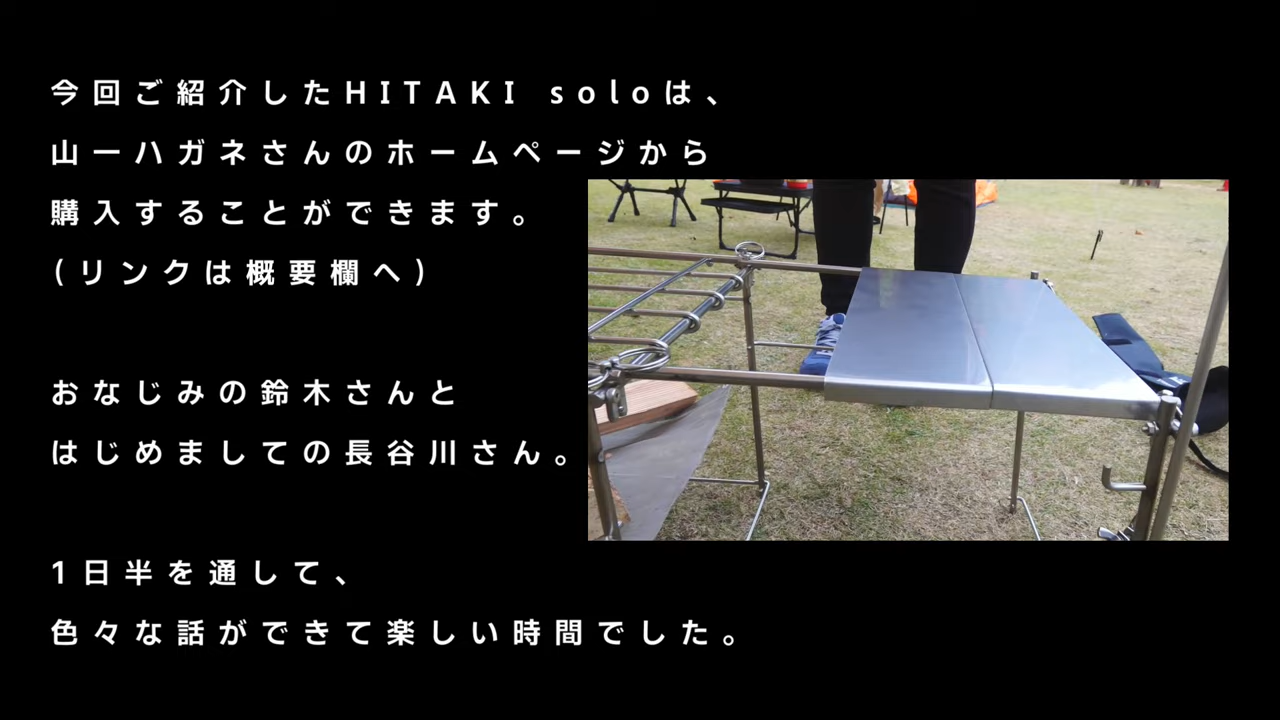 今回ご紹介したHITAKI soloは、
山一ハガネさんのホームページから
購入することができます。
(リンクは概要欄へ)
おなじみの鈴木さんと
はじめましての長谷川さん。
1日半を通して、
色々な話ができて楽しい時間でした。